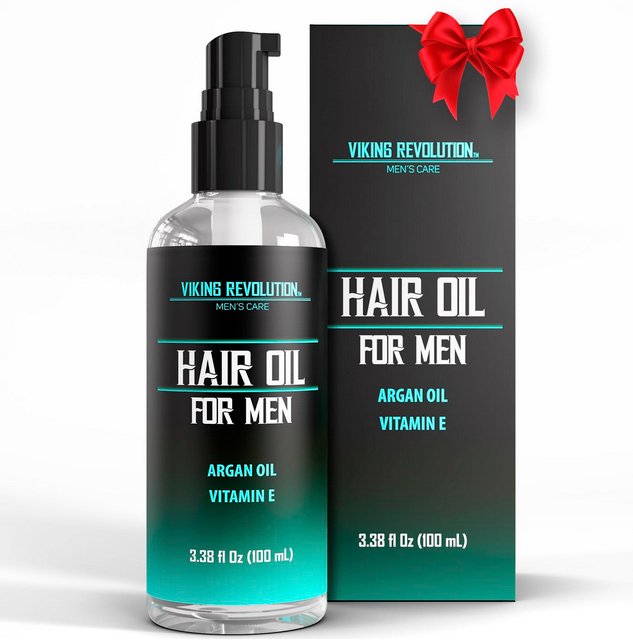 VIKING REVOLUTION™
MEN'S CARE
HAIR OIL
FOR MEN
ARGAN OIL
VITAMIN E
3.38 fl Oz (100 mL)
VIKING REVOLUTION™
MEN'S CARE
HAIR OIL
FOR MEN
ARGAN OIL
VITAMIN E
3.38 fl Oz (100 mL)